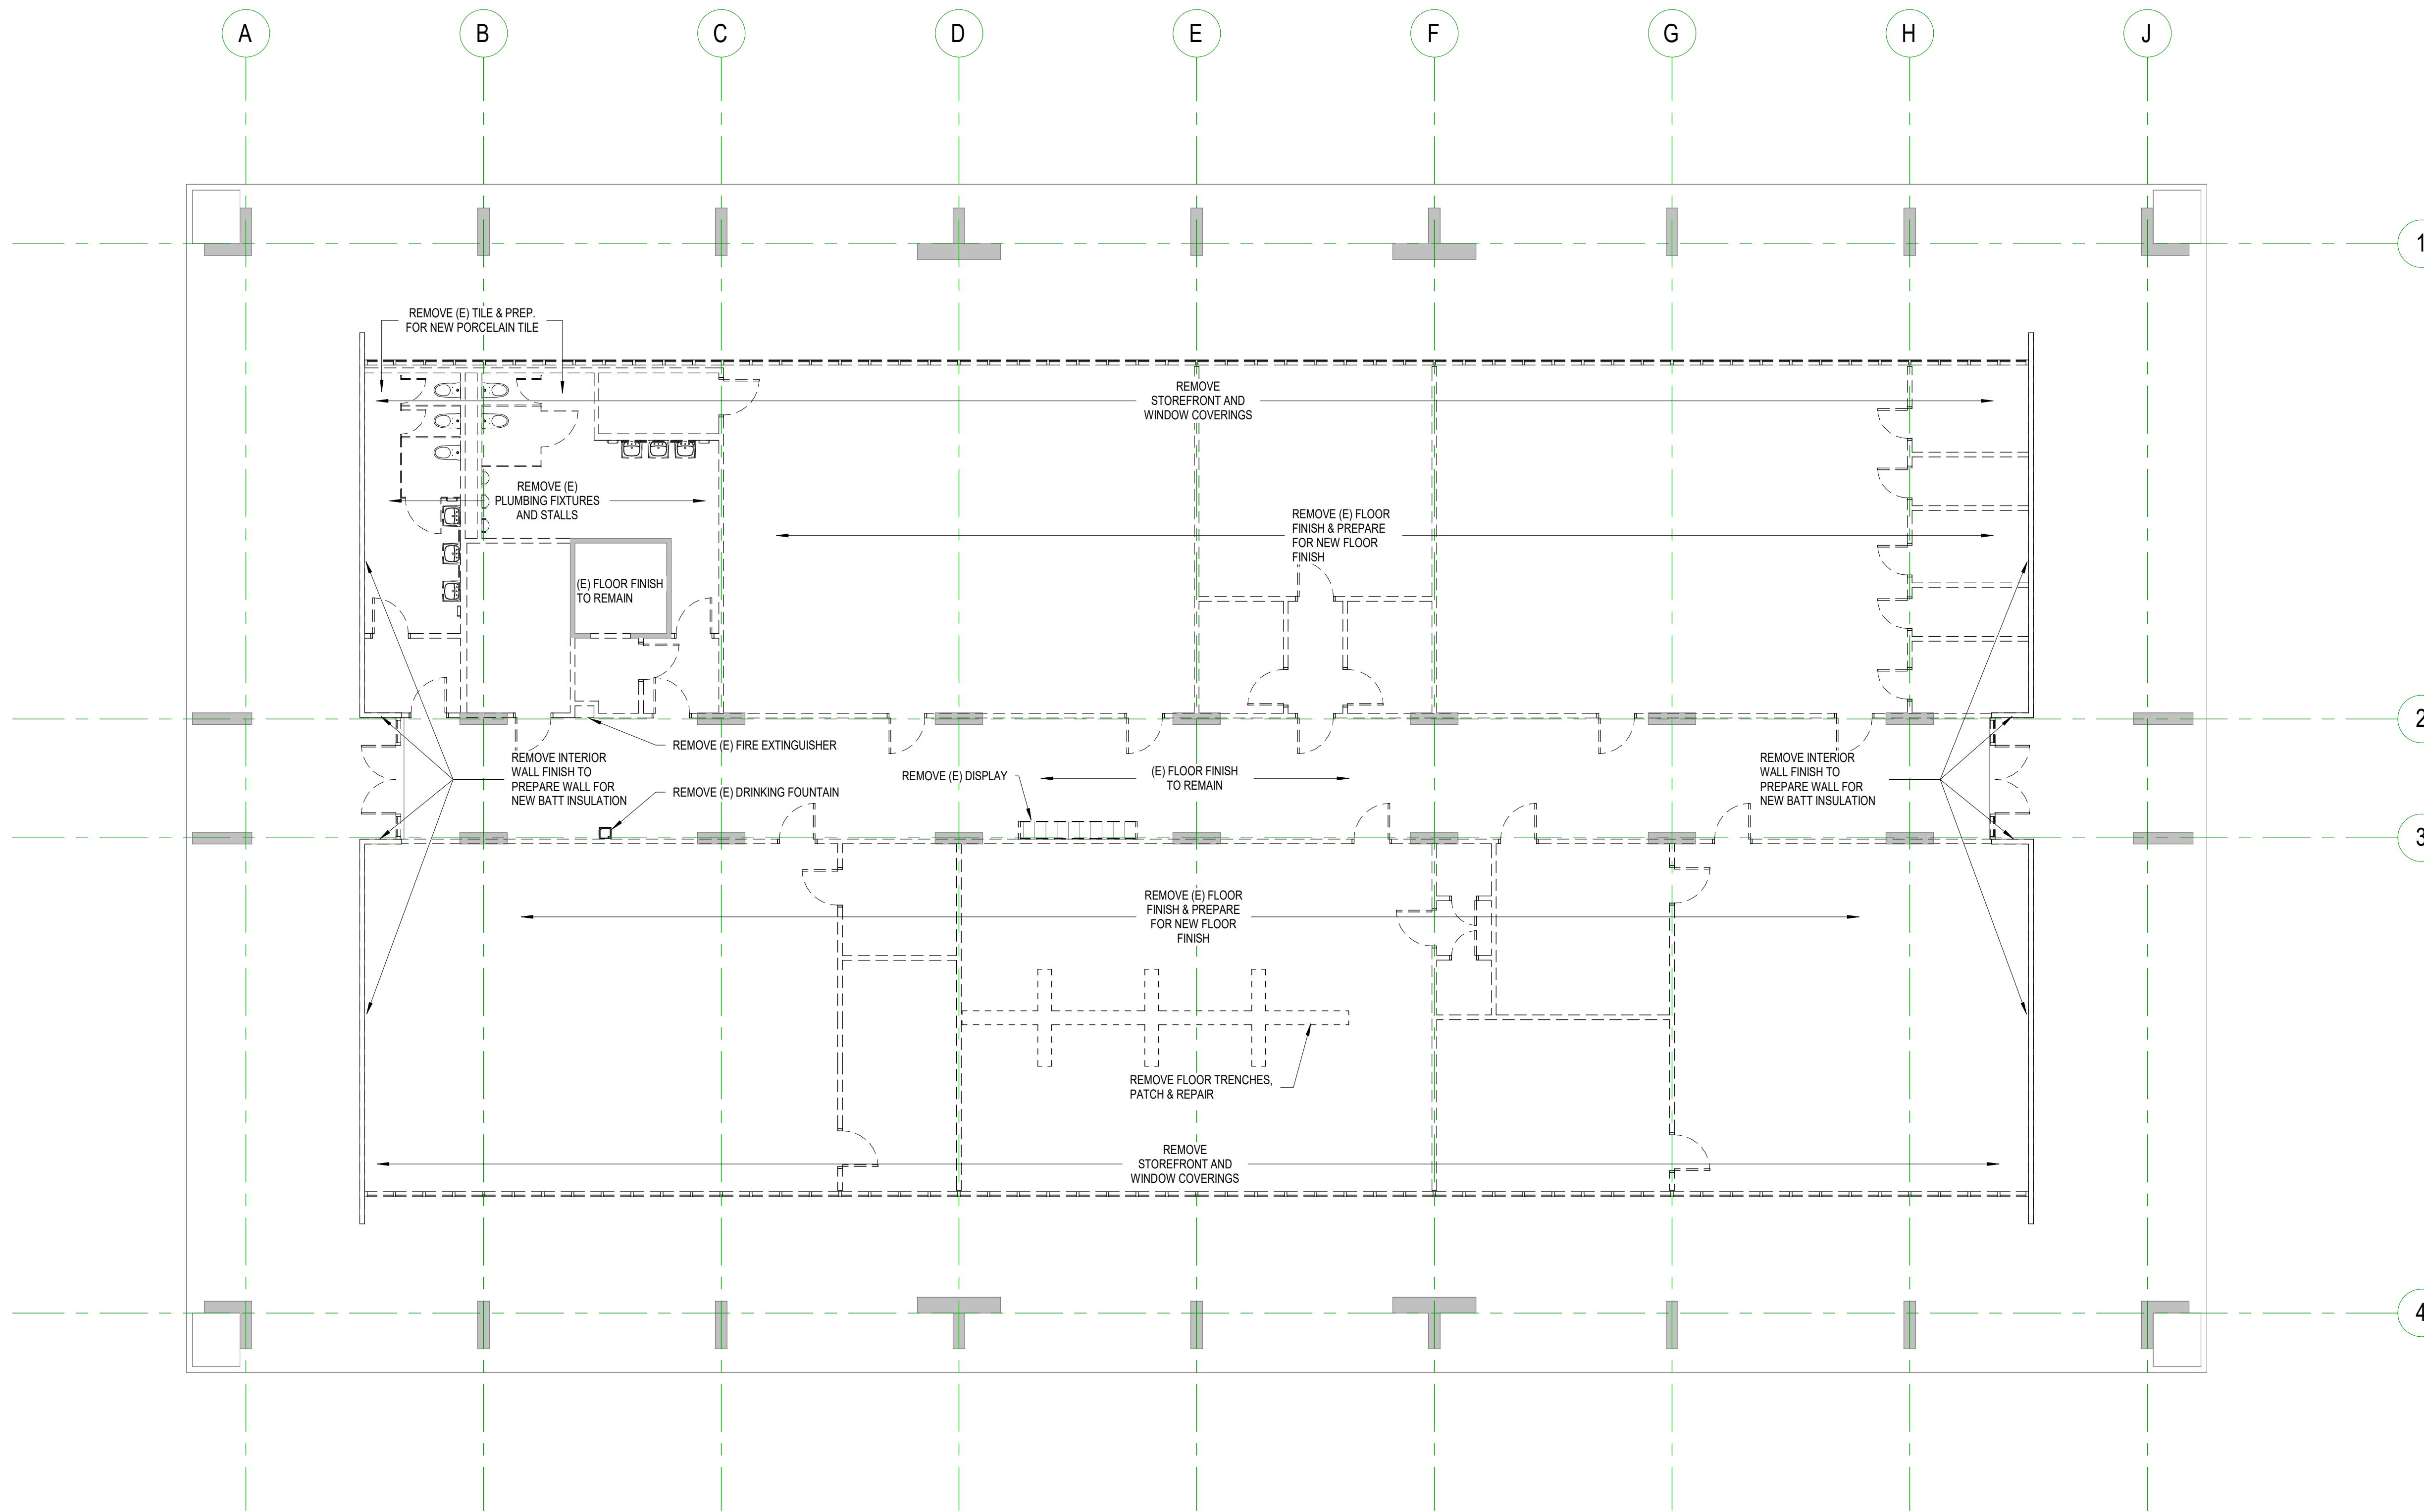 A
B
C
D
E
F
G
H
J
1
REMOVE (E) TILE & PREP.
FOR NEW PORCELAIN TILE
REMOVE
STOREFRONT AND
WINDOW COVERINGS
REMOVE (E)
PLUMBING FIXTURES
AND STALLS
REMOVE (E) FLOOR
FINISH & PREPARE
FOR NEW FLOOR
FINISH
(E) FLOOR FINISH
TO REMAIN
2
REMOVE INTERIOR
WALL FINISH TO
PREPARE WALL FOR
NEW BATT INSULATION
REMOVE (E) FIRE EXTINGUISHER
REMOVE (E) DRINKING FOUNTAIN
REMOVE (E) DISPLAY
(E) FLOOR FINISH
TO REMAIN
REMOVE INTERIOR
WALL FINISH TO
PREPARE WALL FOR
NEW BATT INSULATION
3
REMOVE (E) FLOOR
FINISH & PREPARE
FOR NEW FLOOR
FINISH
REMOVE FLOOR TRENCHES,
PATCH & REPAIR
REMOVE
STOREFRONT AND
WINDOW COVERINGS
4